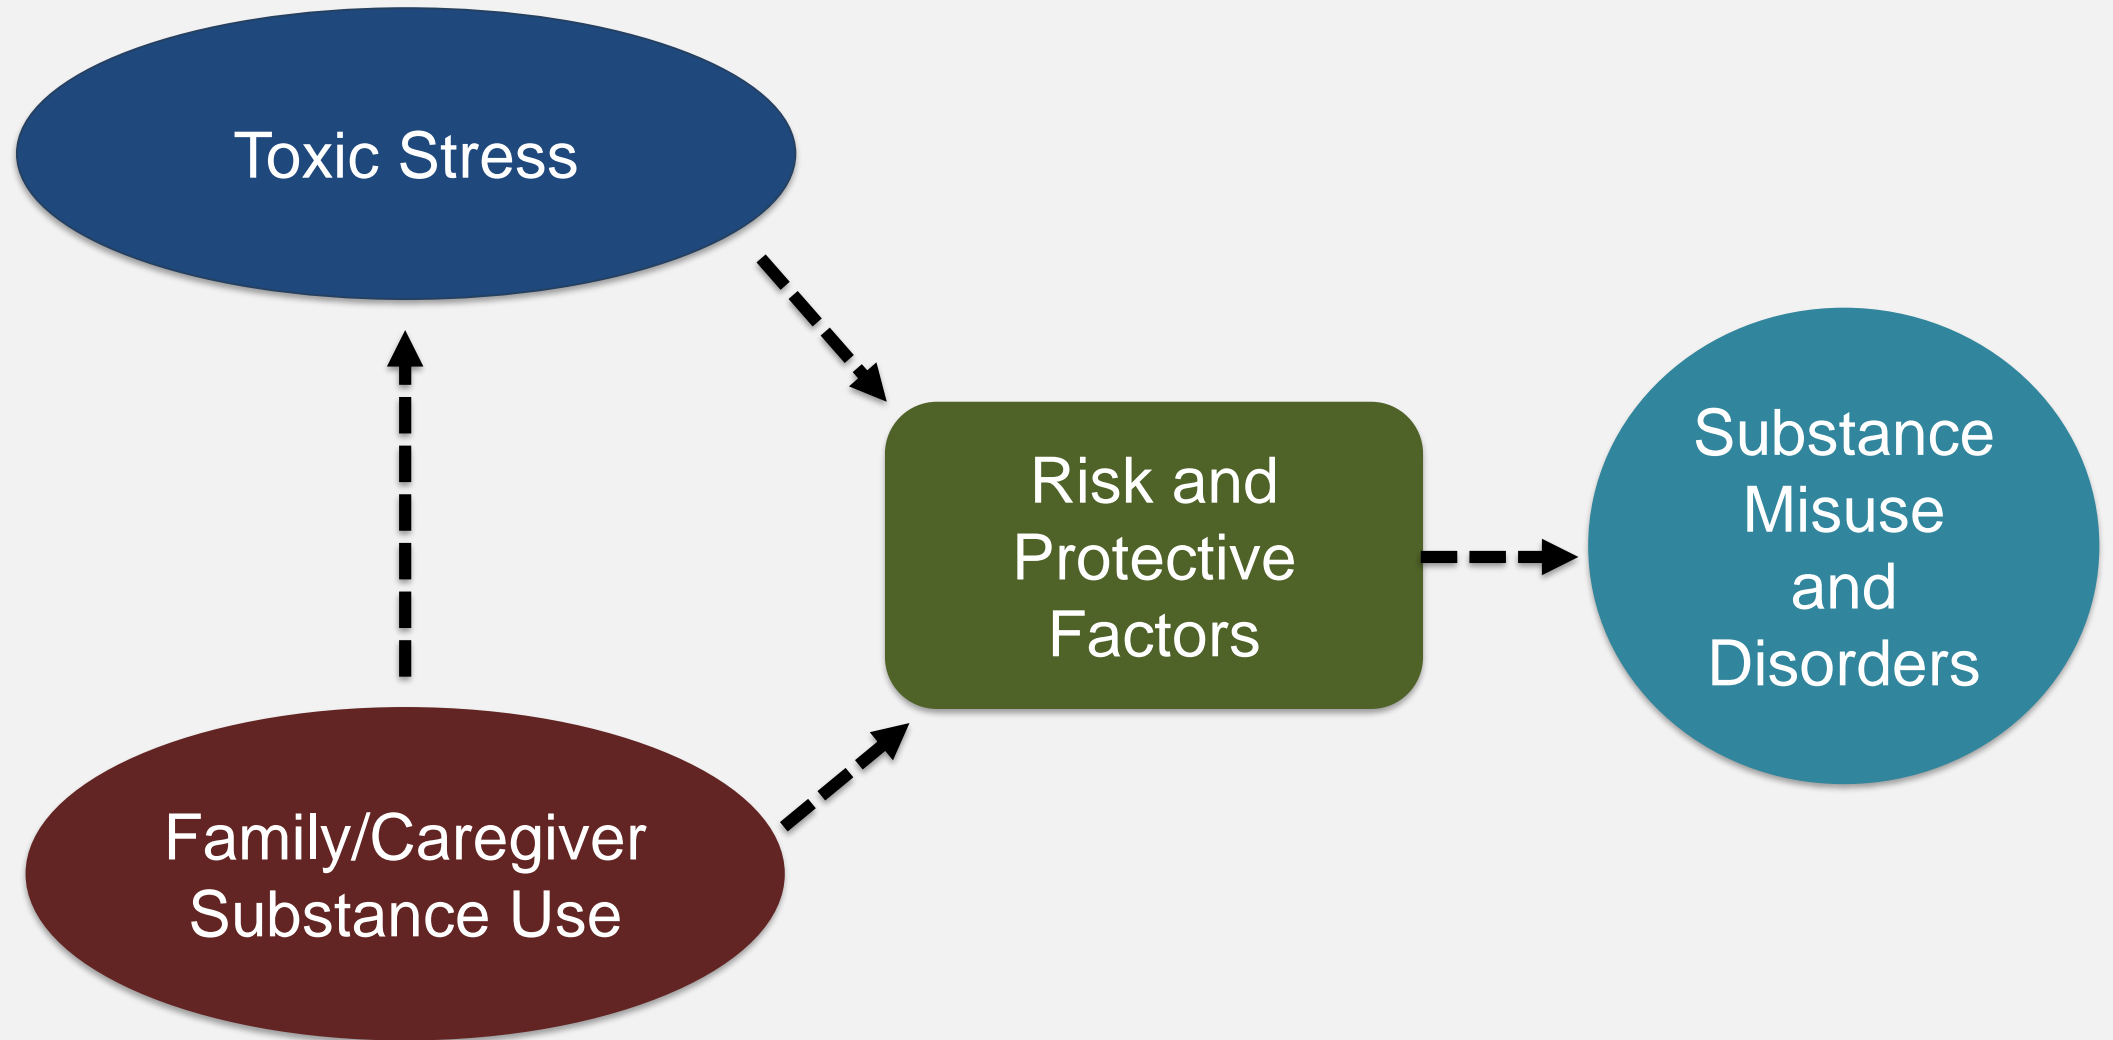 Toxic Stress
Risk and
Protective
Factors
Substance
Misuse
and
Disorders
Family/Caregiver
Substance Use